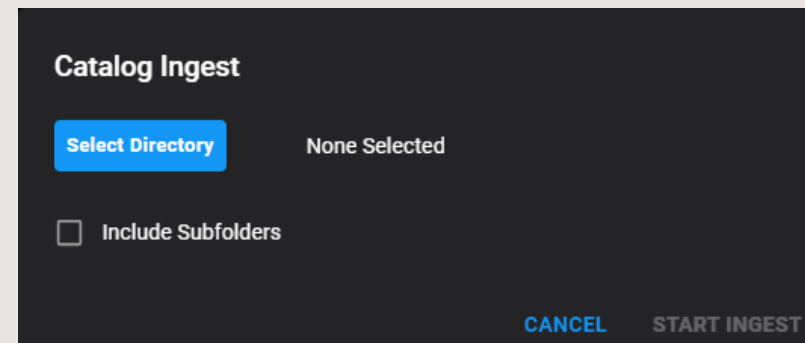 Catalog Ingest
Select Directory None Selected
Include Subfolders
CANCEL START INGEST